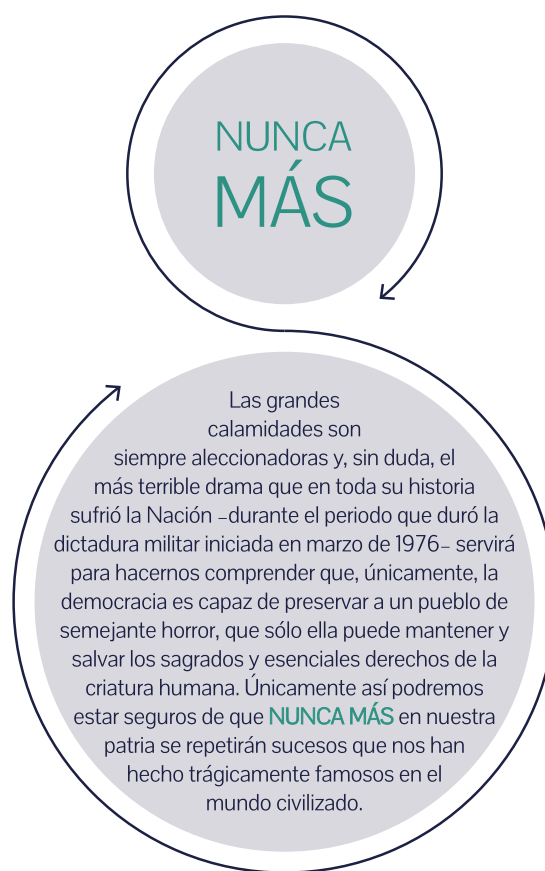 NUNCA
MÁS
Las grandes
calamidades son
siempre aleccionadoras y, sin duda, el
más terrible drama que en toda su historia
sufrió la Nación –durante el periodo que duró la
dictadura militar iniciada en marzo de 1976– servirá
para hacernos comprender que, únicamente, la
democracia es capaz de preservar a un pueblo de
semejante horror, que sólo ella puede mantener y
salvar los sagrados y esenciales derechos de la
criatura humana. Únicamente así podremos
estar seguros de que NUNCA MÁS en nuestra
patria se repetirán sucesos que nos han
hecho trágicamente famosos en el
mundo civilizado.